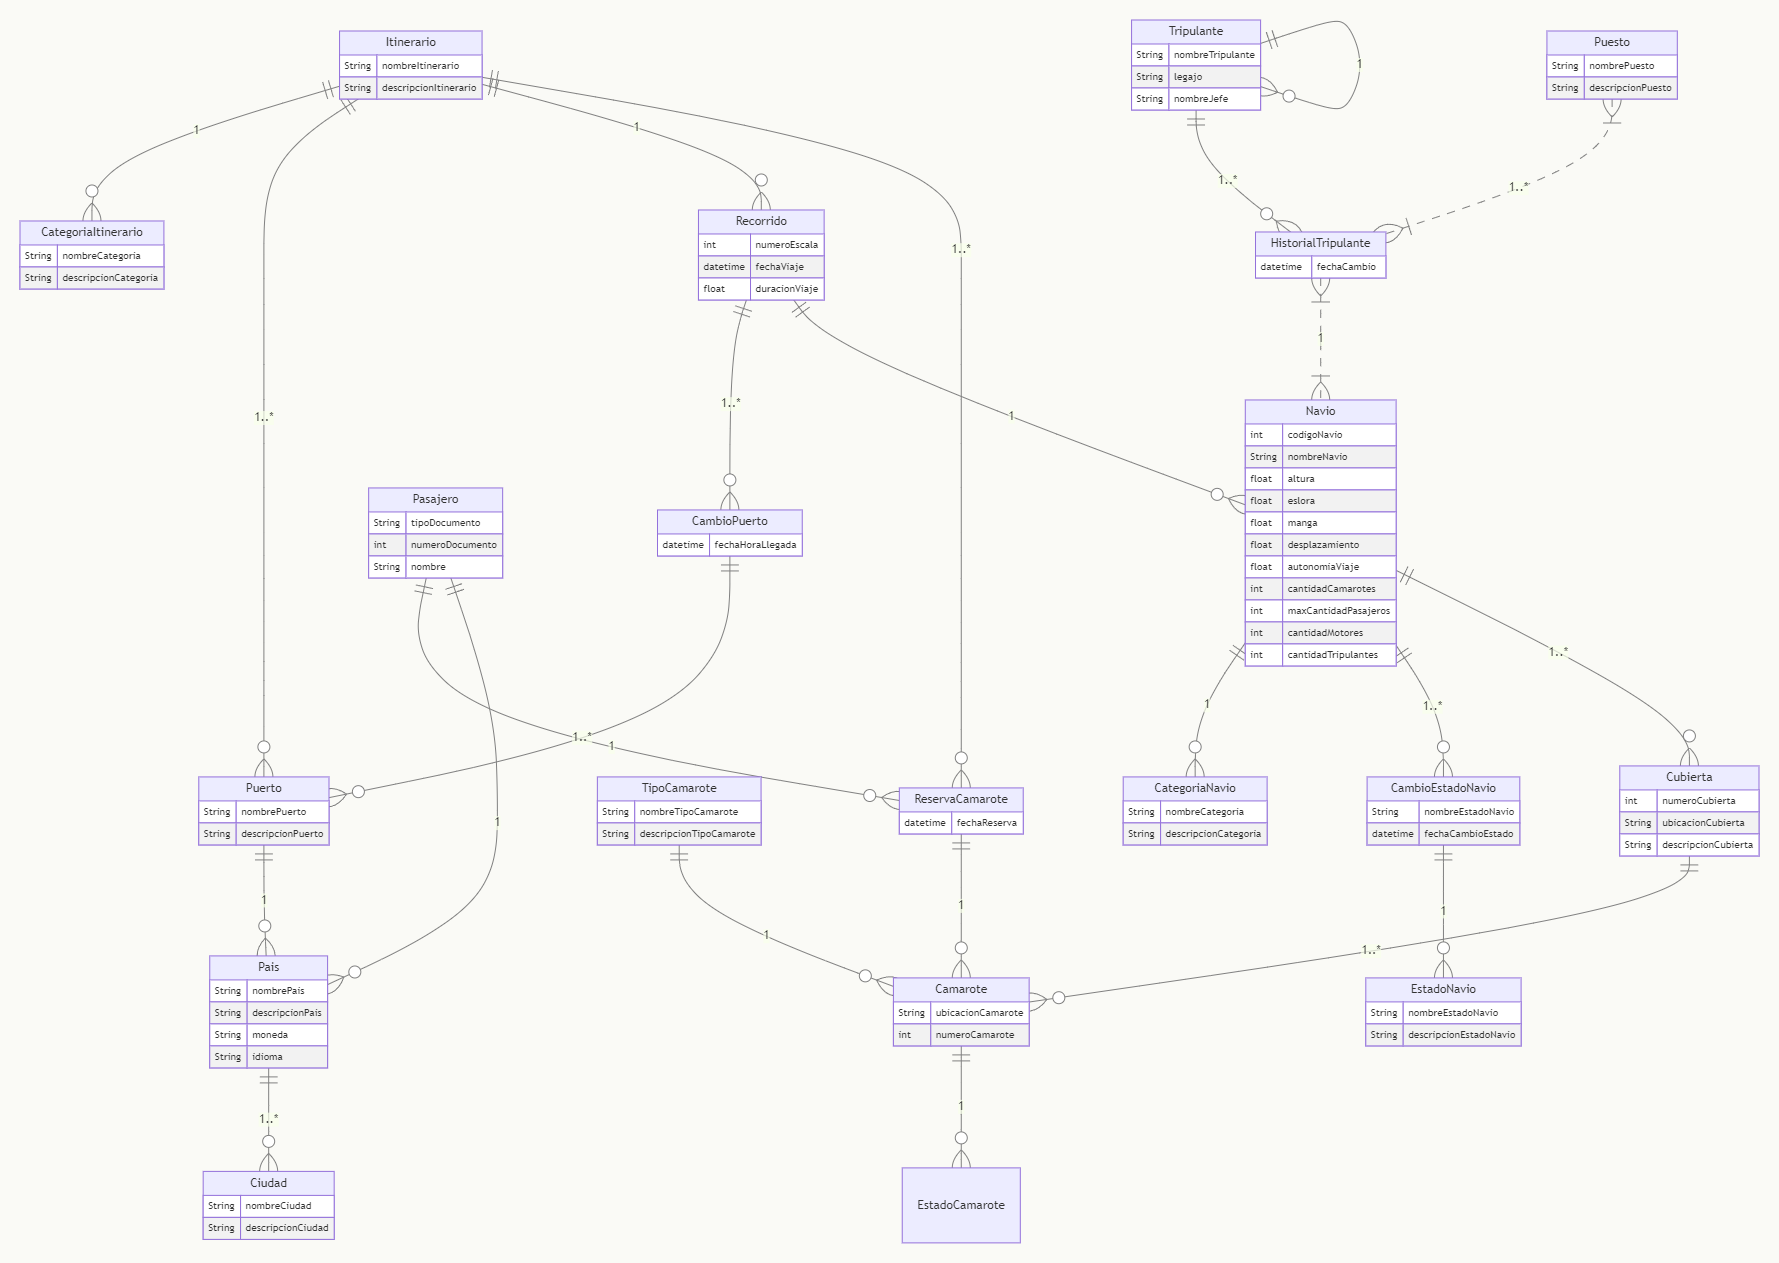 Itinerario
String nombreItinerario
String descripcionItinerario
Tripulante
String nombreTripulante
String legajo
String nombreJefe
1
Puesto
String nombrePuesto
String descripcionPuesto
1
1
1..*
1..*
CategoriaItinerario
String nombreCategoria
String descripcionCategoria
Recorrido
int numeroEscala
datetime fechaViaje
float duracionViaje
1..*
HistorialTripulante
datetime fechaCambio
1
1..*
1..*
1
Navio
int codigoNavio
String nombreNavio
float altura
float eslora
float manga
float desplazamiento
float autonomiaViaje
int cantidadCamarotes
int maxCantidadPasajeros
int cantidadMotores
int cantidadTripulantes
Pasajero
String tipoDocumento
int numeroDocumento
String nombre
CambioPuerto
datetime fechaHoraLlegada
1..*
1
1..*
1..*
1
Puerto
String nombrePuerto
String descripcionPuerto
TipoCamarote
String nombreTipoCamarote
String descripcionTipoCamarote
ReservaCamarote
datetime fechaReserva
CategoriaNavio
String nombreCategoria
String descripcionCategoria
CambioEstadoNavio
String nombreEstadoNavio
datetime fechaCambioEstado
Cubierta
int numeroCubierta
String ubicacionCubierta
String descripcionCubierta
1
1
1
1
1
1..*
Pais
String nombrePais
String descripcionPais
String moneda
String idioma
Camarote
String ubicacionCamarote
int numeroCamarote
EstadoNavio
String nombreEstadoNavio
String descripcionEstadoNavio
1..*
1
Ciudad
String nombreCiudad
String descripcionCiudad
EstadoCamarote